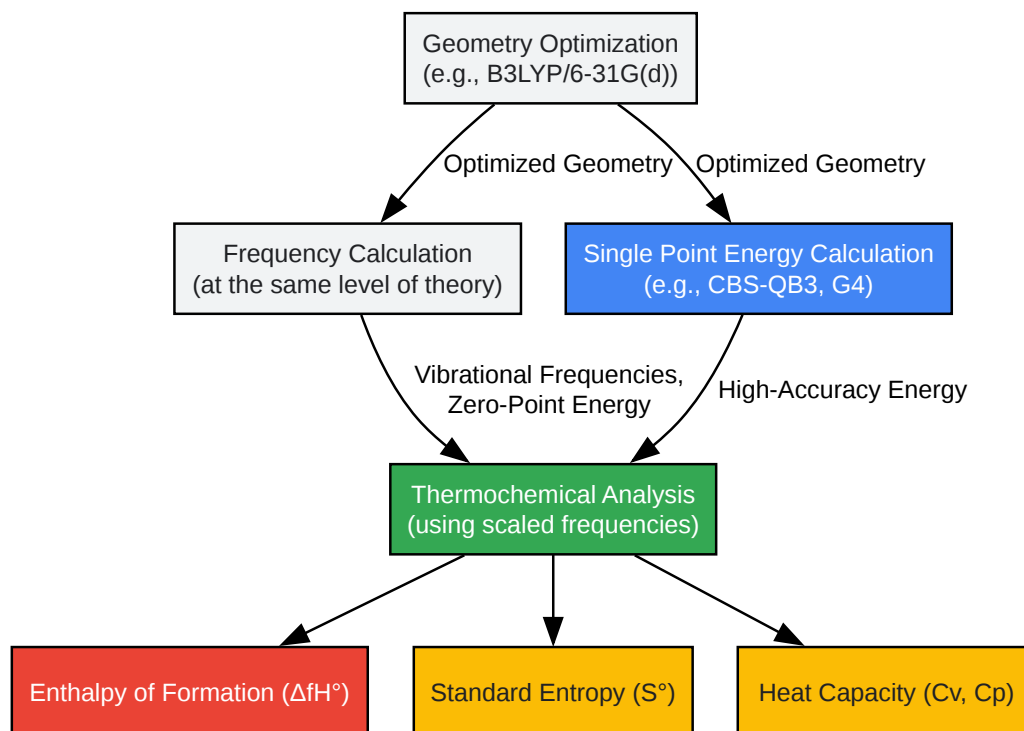 Geometry Optimization
(e.g., B3LYP/6-31G(d))
Optimized Geometry
Optimized Geometry
Frequency Calculation
(at the same level of theory)
Single Point Energy Calculation
(e.g., CBS-QB3, G4)
Vibrational Frequencies,
Zero-Point Energy
High-Accuracy Energy
Thermochemical Analysis
(using scaled frequencies)
Enthalpy of Formation (ΔfH°)
Standard Entropy (S°)
Heat Capacity (Cv, Cp)